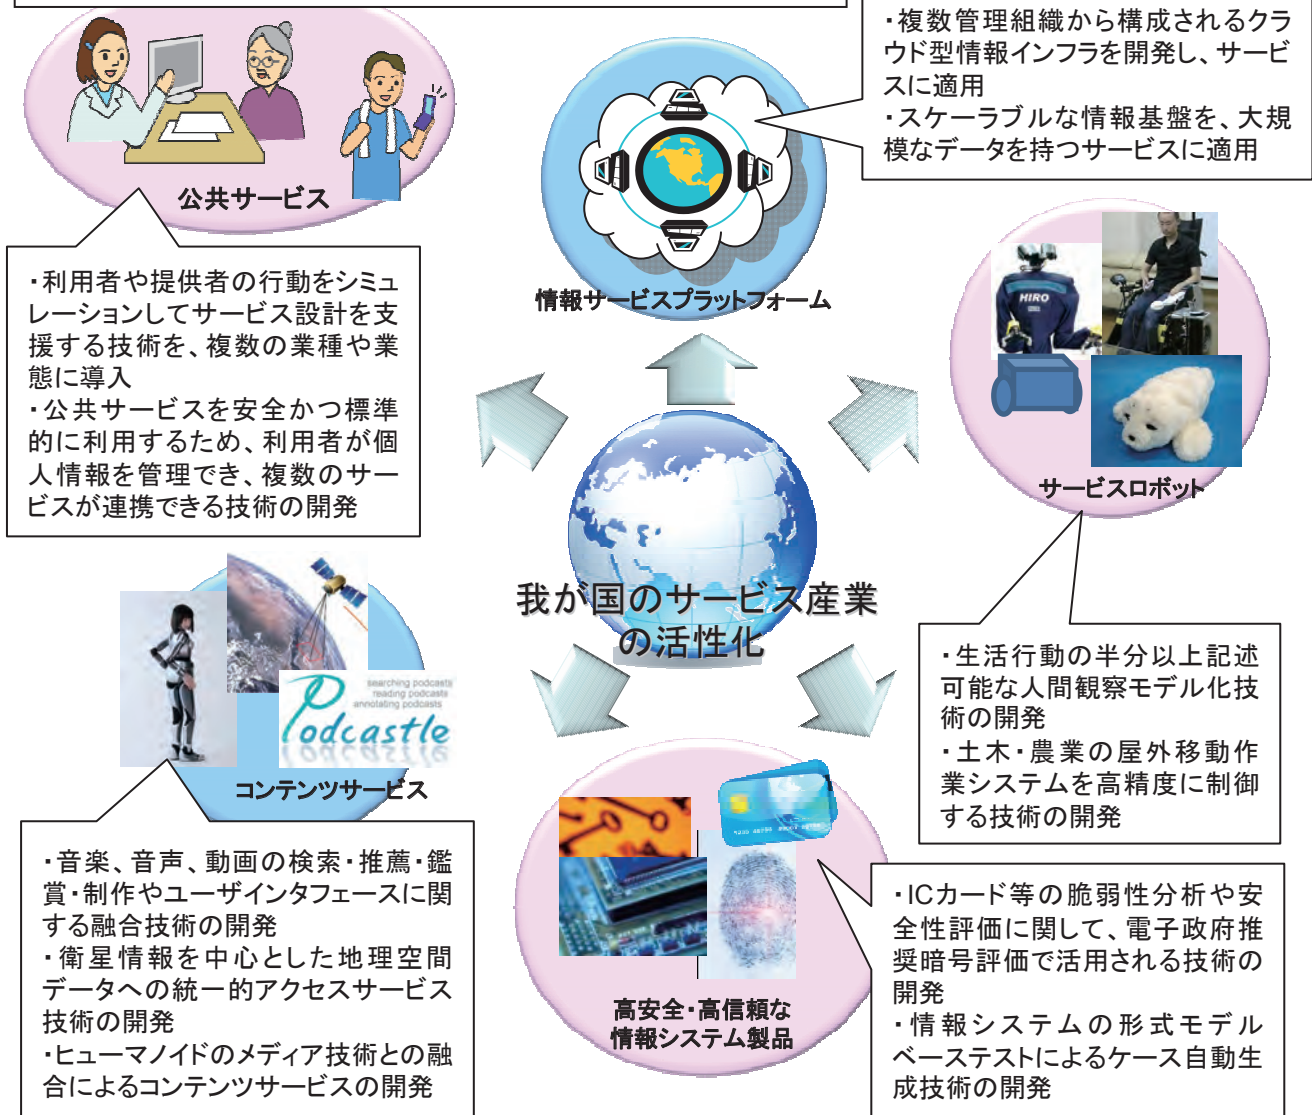 ・複数管理組織から構成されるクラ
ウド型情報インフラを開発し、サービ
スに適用
・スケーラブルな情報基盤を、大規
模なデータを持つサービスに適用
公共サービス
情報サービスプラットフォーム
・利用者や提供者の行動をシミュ
レーションしてサービス設計を支
援する技術を、複数の業種や業
態に導入
・公共サービスを安全かつ標準
的に利用するため、利用者が個
人情報を管理でき、複数のサー
ビスが連携できる技術の開発
HIRO
サービスロボット
我が国のサービス産業
の活性化
・生活行動の半分以上記述
可能な人間観察モデル化技
術の開発
・土木・農業の屋外移動作
業システムを高精度に制御
する技術の開発
searching podcasts
reading podcasts
annotating podcasts
Podcastle
コンテンツサービス
・音楽、音声、動画の検索・推薦・鑑
賞・制作やユーザインタフェースに関
する融合技術の開発
・衛星情報を中心とした地理空間
データへの統一的アクセスサービス
技術の開発
・ヒューマノイドのメディア技術との融
合によるコンテンツサービスの開発
高安全・高信頼な
情報システム製品
・ICカード等の脆弱性分析や安
全性評価に関して、電子政府推
奨暗号評価で活用される技術の
開発
・情報システムの形式モデル
ベーステストによるケース自動生
成技術の開発